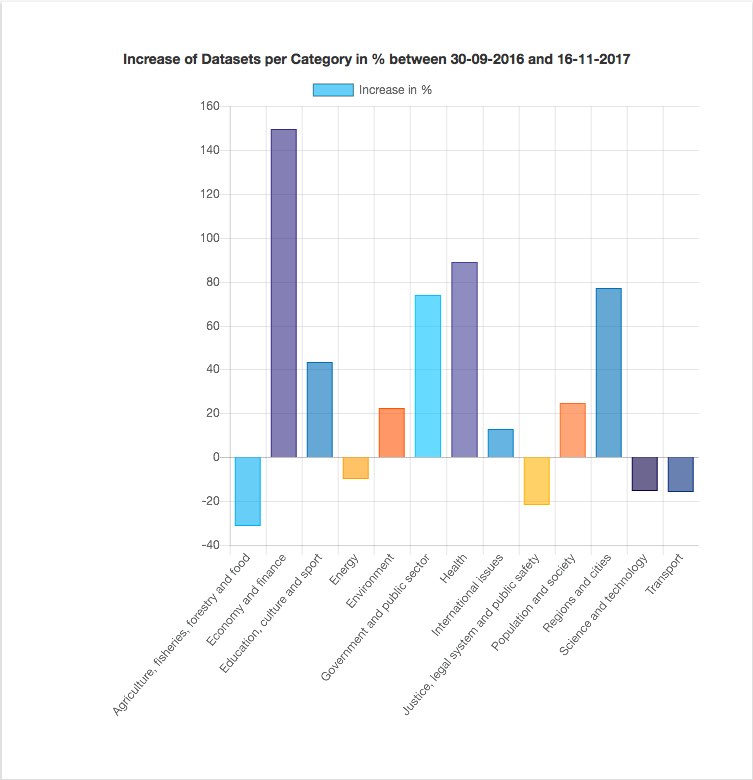 Increase of Datasets per Category in % between 30-09-2016 and 16-11-2017
Increase in %
160
140
120
100
80
60
40
20
0
-20
-40
Agriculture, fisheries, forestry and food
Economy and finance
Education, culture and sport
Energy
Environment
Government and public sector
Health
International issues
Justice, legal system and public safety
Population and society
Regions and cities
Science and technology
Transport